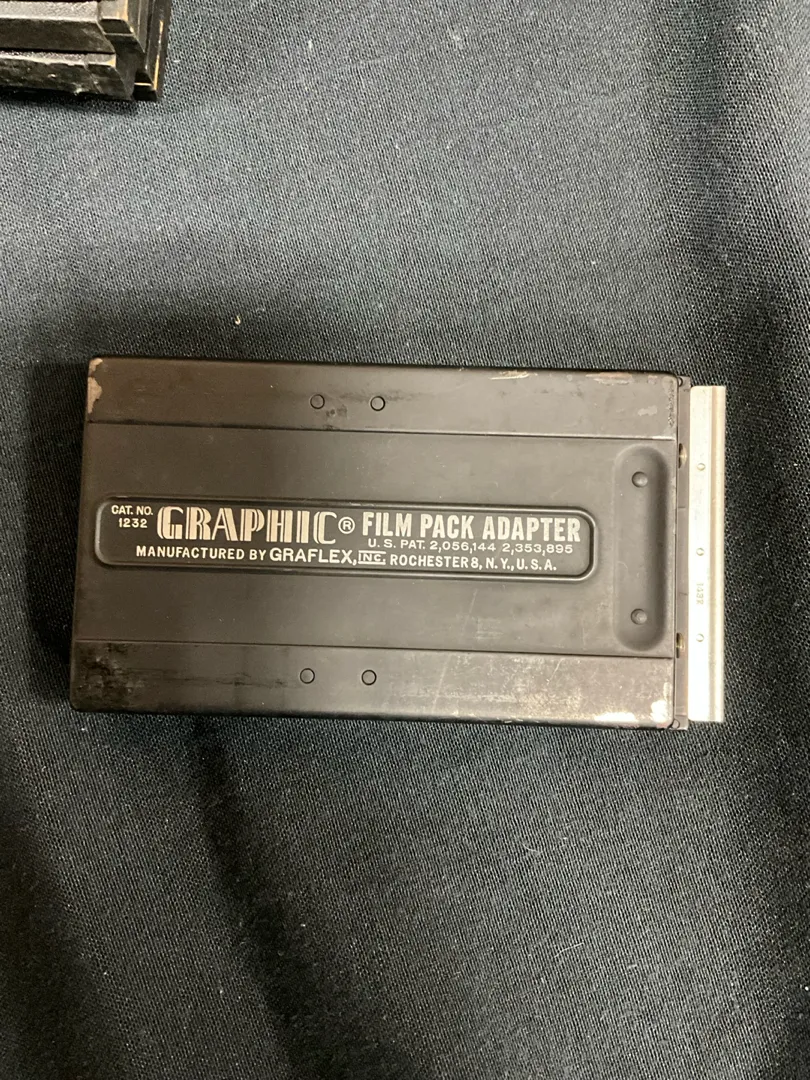 CAT. NO.
1232
GRAPHIC® FILM PACK ADAPTER
U.S. PAT. 2,056,144 2,353,895
MANUFACTURED BY GRAFLEX, INC. ROCHESTER 8, N.Y., U.S.A.